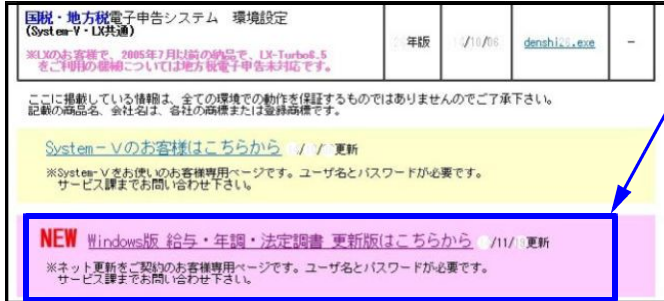 国税・地方税電子申告システム 環境設定
(System-V・LX共通)
※LXのお客様で、2005年7月以前の納品で、LX-Turbo6.5
をご利用の機種については地方税電子申告未対応です。
年版
/10/06
denshi
.exe
-
ここに掲載している情報は、全ての環境での動作を保証するものではありませんのでご了承下さい。
記載の商品名、会社名は、各社の商標または登録商標です。
System-Vのお客様はこちらから / / 更新
※System-Vをお使いのお客様専用ページです。ユーザ名とパスワードが必要です。
サービス課までお問い合わせ下さい。
NEW Windows版 給与・年調・法定調書 更新版はこちらから /11/ 更新
※ネット更新をご契約のお客様専用ページです。ユーザ名とパスワードが必要です。
サービス課までお問い合わせ下さい。